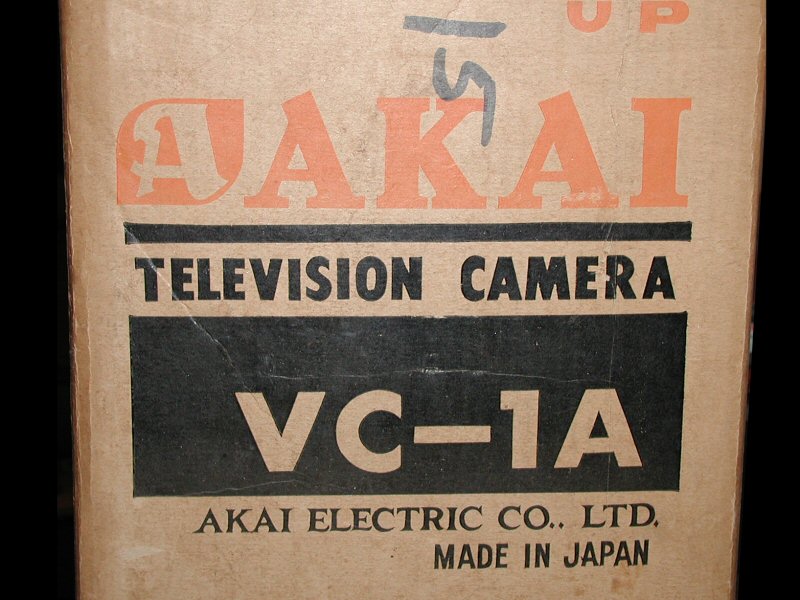 UP
AKAI
TELEVISION CAMERA
VC-1A
AKAI ELECTRIC CO., LTD.
MADE IN JAPAN